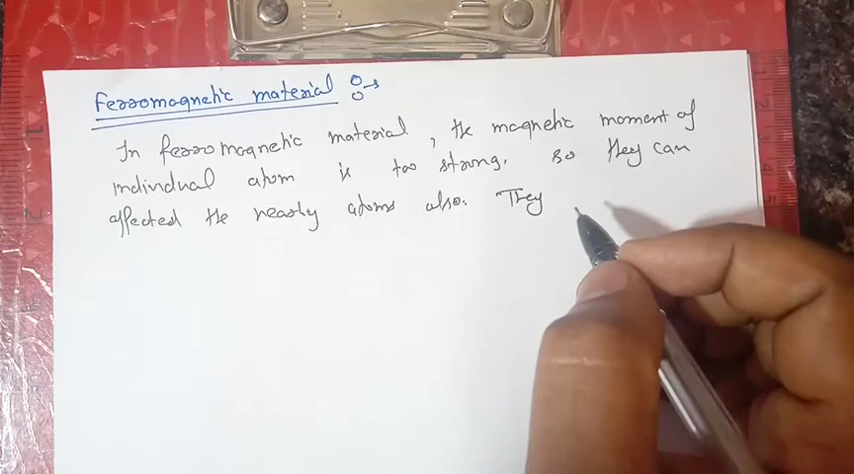 Ferromagnetic material :-
In ferromagnetic material, the magnetic moment of
individual atom is too strong. so they can
affected the nearly atoms also. They